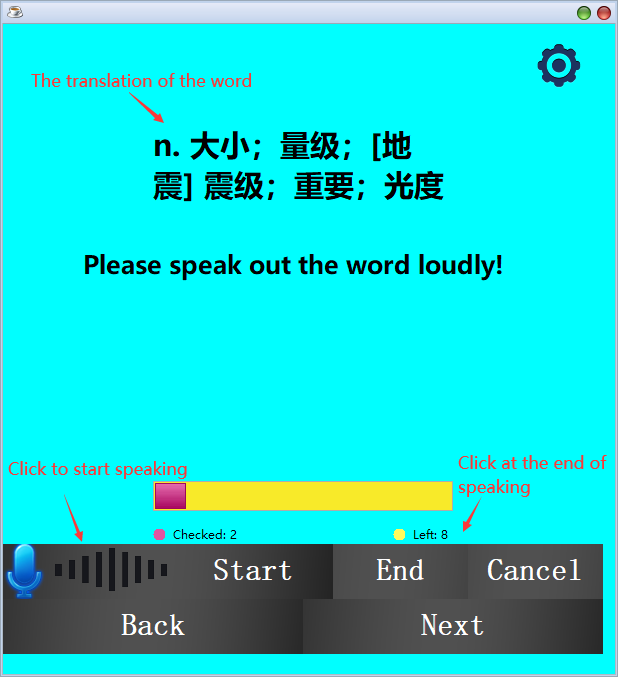 The translation of the word
n. 大小；量级；[地
震] 震级；重要；光度
Please speak out the word loudly!
Click to start speaking
Click at the end of
speaking
Checked: 2
Left: 8
Start
End
Cancel
Back
Next